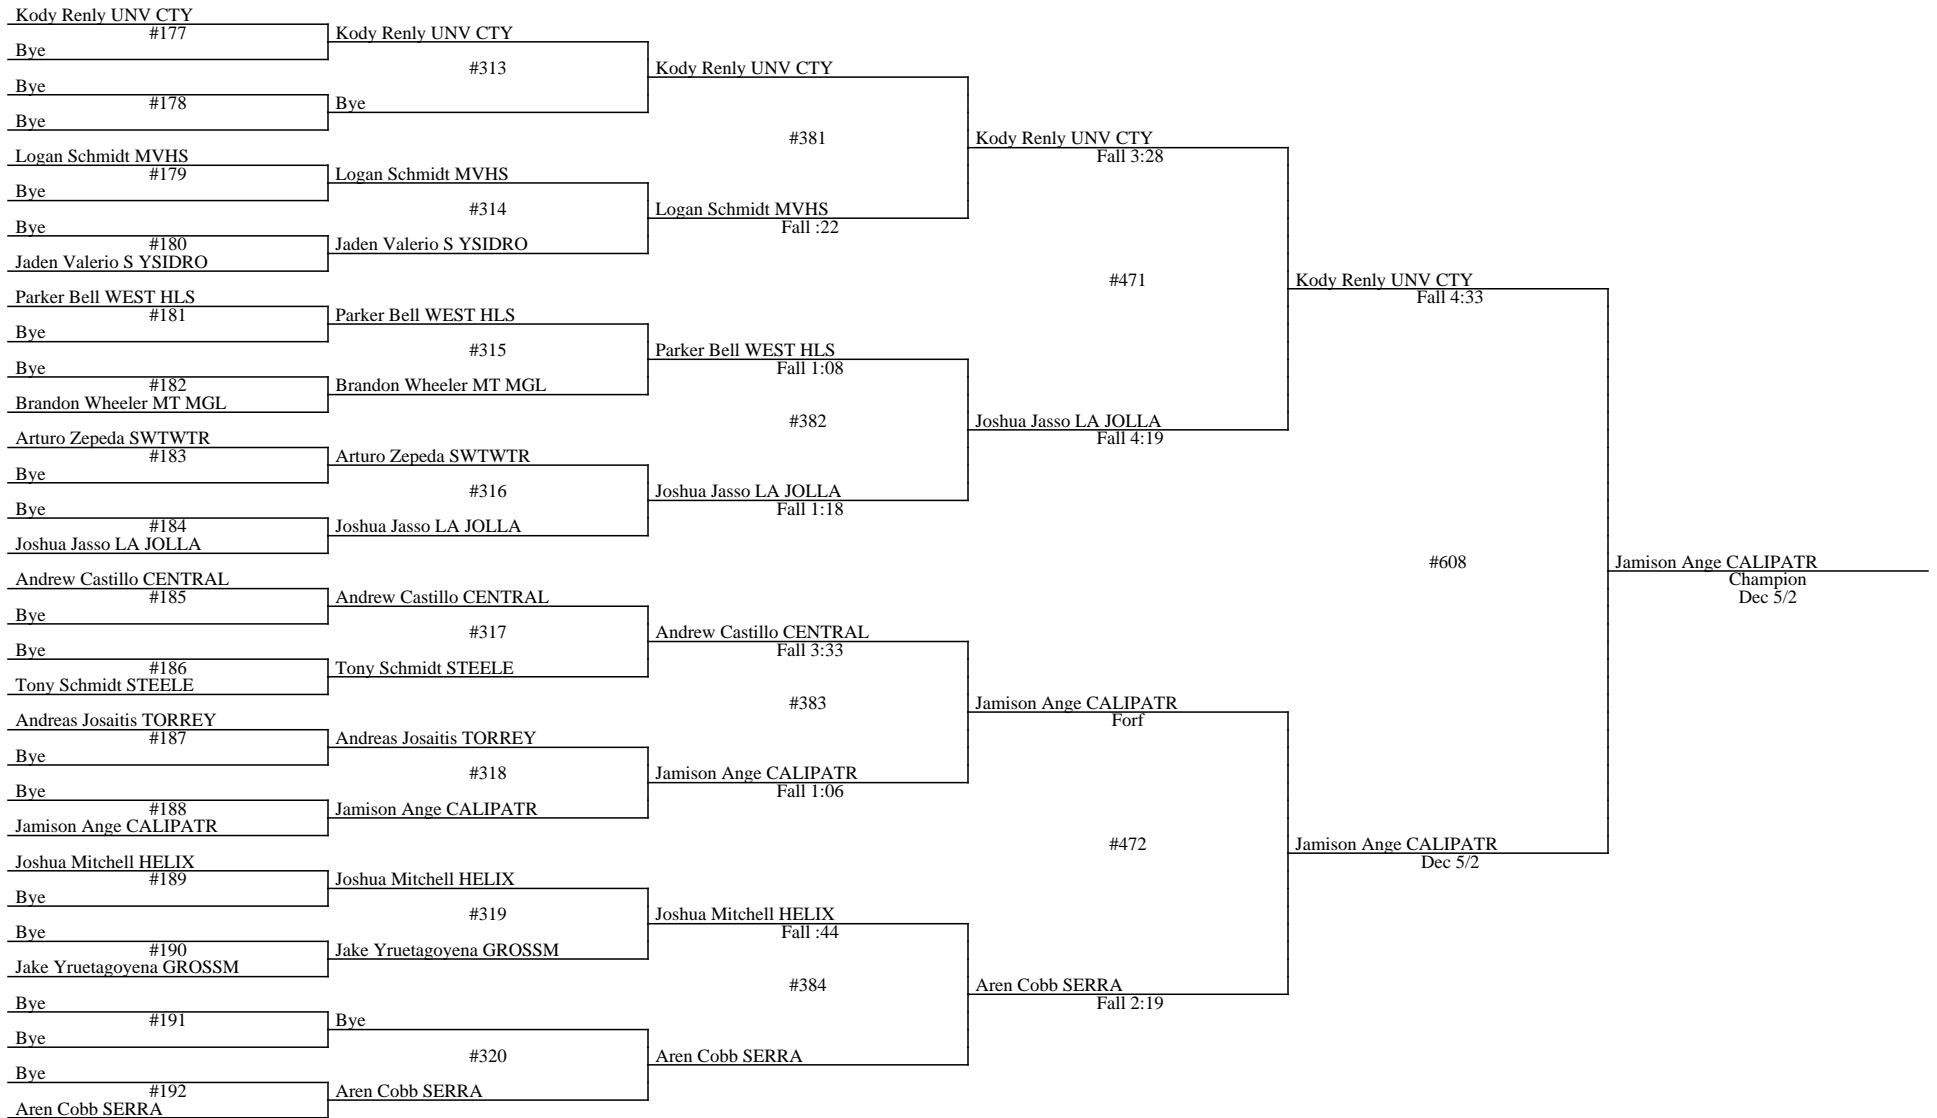 Kody Renly UNV CTY
#177
Bye
Bye
#178
Bye
Logan Schmidt MVHS
#179
Bye
Bye
#180
Jaden Valerio S YSIDRO
Parker Bell WEST HLS
#181
Bye
Bye
#182
Brandon Wheeler MT MGL
Arturo Zepeda SWTWTR
#183
Bye
Bye
#184
Joshua Jasso LA JOLLA
Andrew Castillo CENTRAL
#185
Bye
Bye
#186
Tony Schmidt STEELE
Andreas Josaitis TORREY
#187
Bye
Bye
#188
Jamison Ange CALIPATR
Joshua Mitchell HELIX
#189
Bye
Bye
#190
Jake Yruetagoyena GROSSM
Bye
#191
Bye
Bye
#192
Aren Cobb SERRA
Kody Renly UNV CTY
#313
Bye
Logan Schmidt MVHS
#314
Jaden Valerio S YSIDRO
Parker Bell WEST HLS
#315
Brandon Wheeler MT MGL
Arturo Zepeda SWTWTR
#316
Joshua Jasso LA JOLLA
Andrew Castillo CENTRAL
#317
Tony Schmidt STEELE
Andreas Josaitis TORREY
#318
Jamison Ange CALIPATR
Joshua Mitchell HELIX
#319
Jake Yruetagoyena GROSSM
Bye
#320
Aren Cobb SERRA
Kody Renly UNV CTY
#381
Logan Schmidt MVHS
Fall :22
Parker Bell WEST HLS
Fall 1:08
#382
Joshua Jasso LA JOLLA
Fall 1:18
Andrew Castillo CENTRAL
Fall 3:33
#383
Jamison Ange CALIPATR
Fall 1:06
Joshua Mitchell HELIX
Fall :44
#384
Aren Cobb SERRA
Kody Renly UNV CTY
Fall 3:28
#471
Joshua Jasso LA JOLLA
Fall 4:19
Jamison Ange CALIPATR
Forf
#472
Aren Cobb SERRA
Fall 2:19
Kody Renly UNV CTY
Fall 4:33
#608
Jamison Ange CALIPATR
Dec 5/2
Jamison Ange CALIPATR
Champion
Dec 5/2